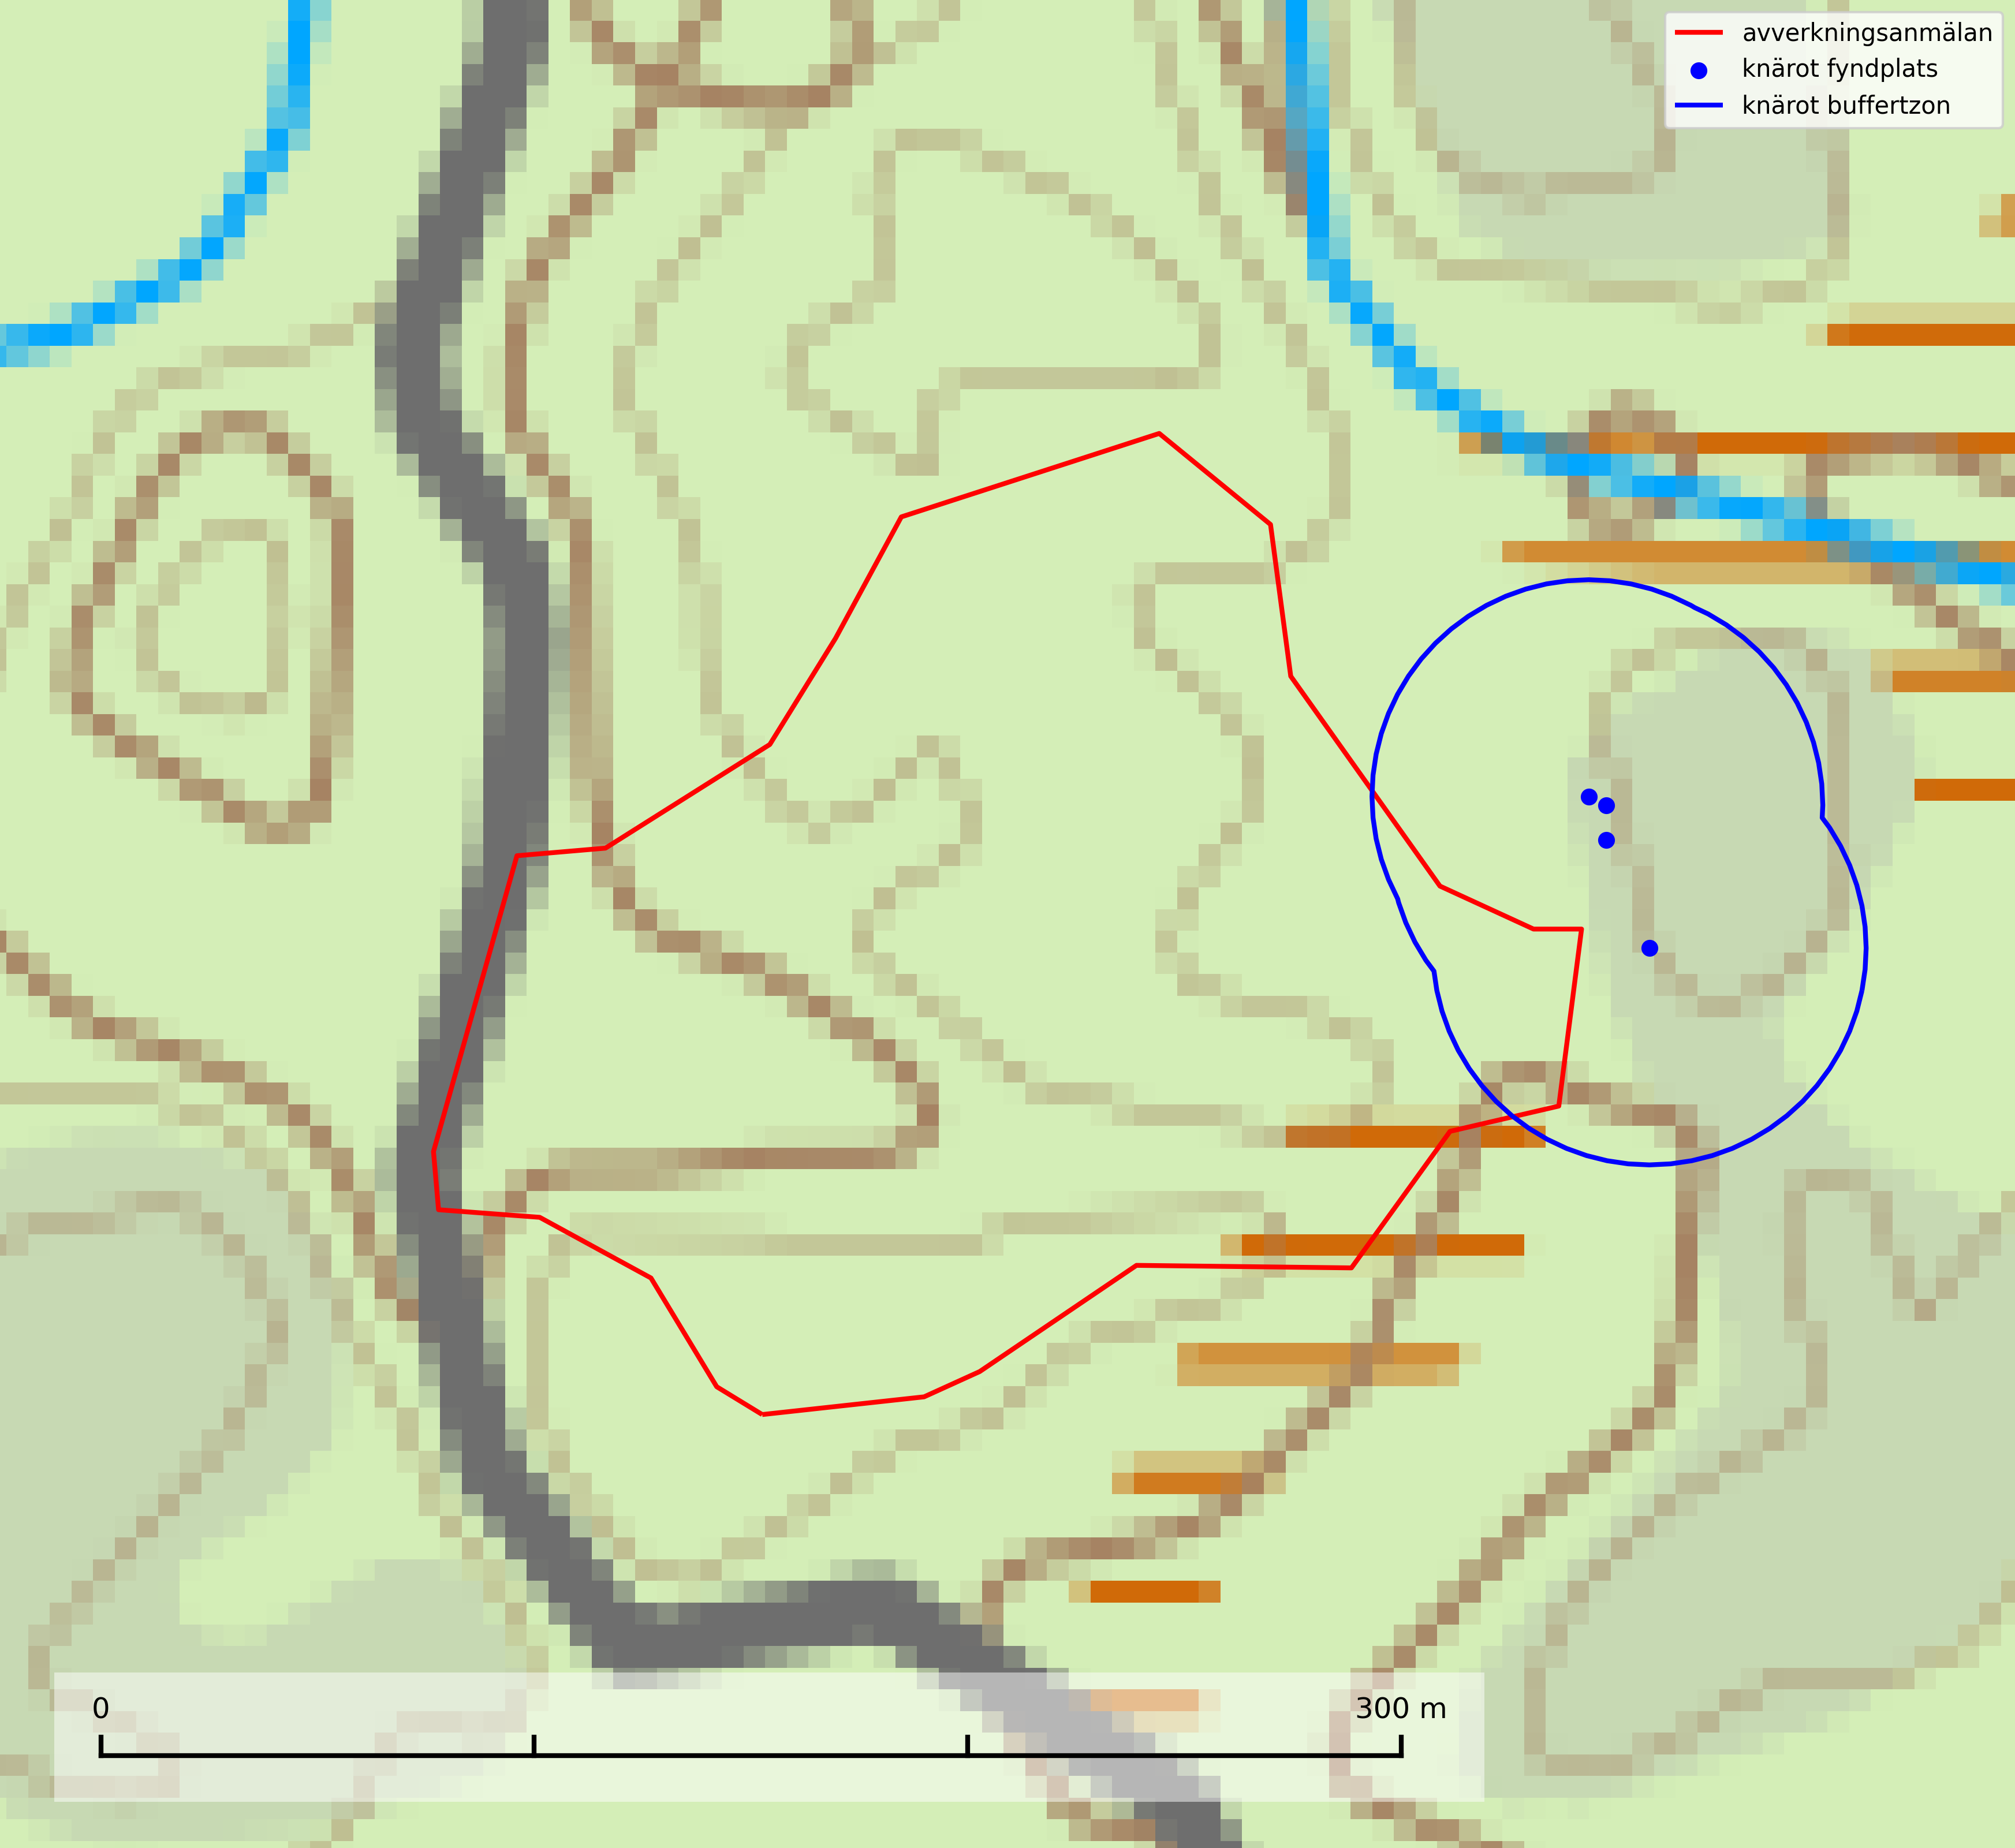 avverkningsanmälan
knärot fyndplats
knärot buffertzon
0 300 m